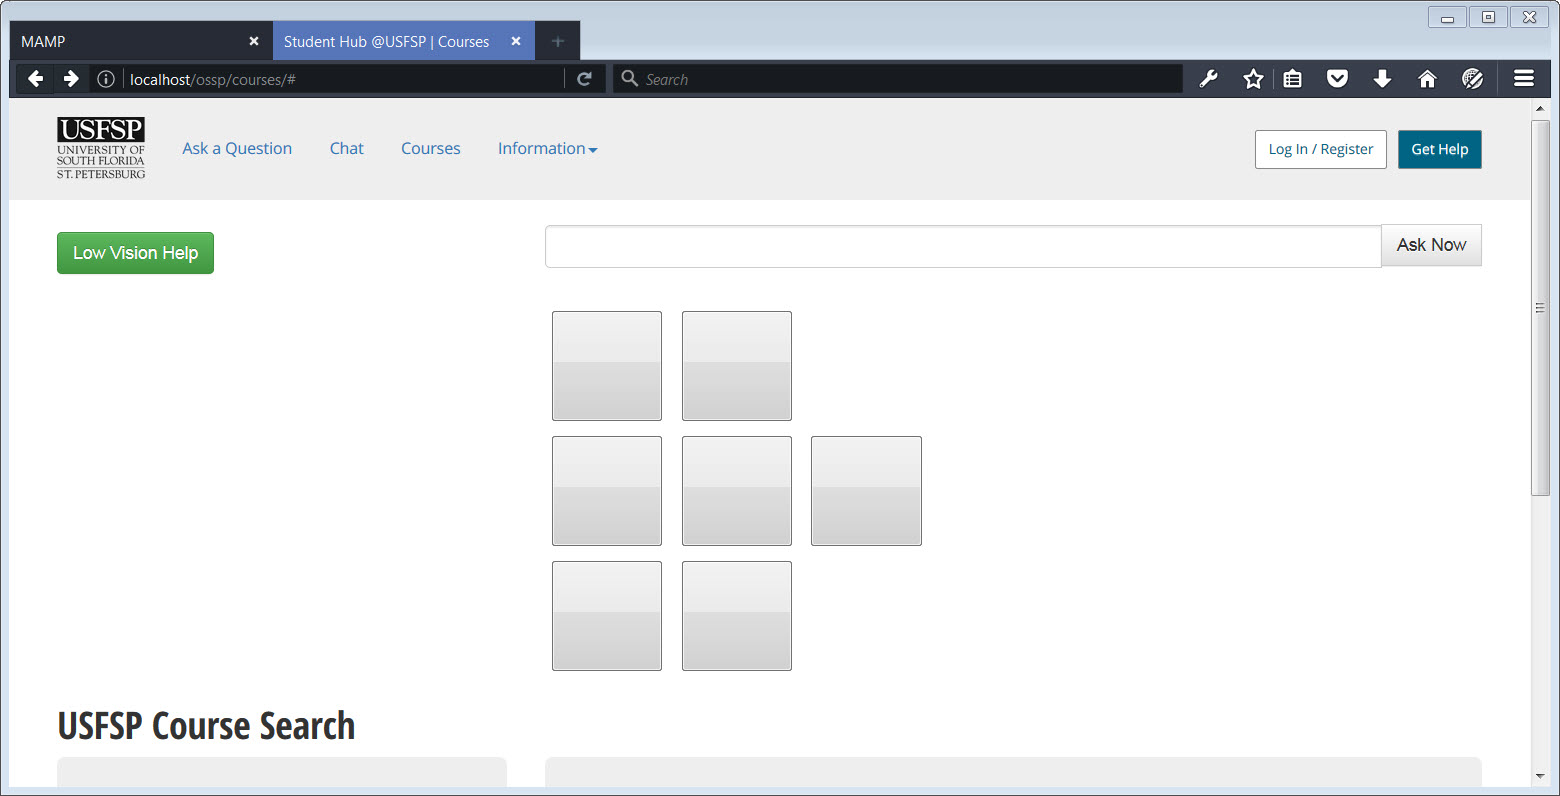 MAMP
Student Hub @USFSP | Courses
localhost/ossp/courses/#
Search
USFSP
UNIVERSITY OF
SOUTH FLORIDA
ST. PETERSBURG
Ask a Question
Chat
Courses
Information
Log In / Register
Get Help
Low Vision Help
Ask Now
USFSP Course Search